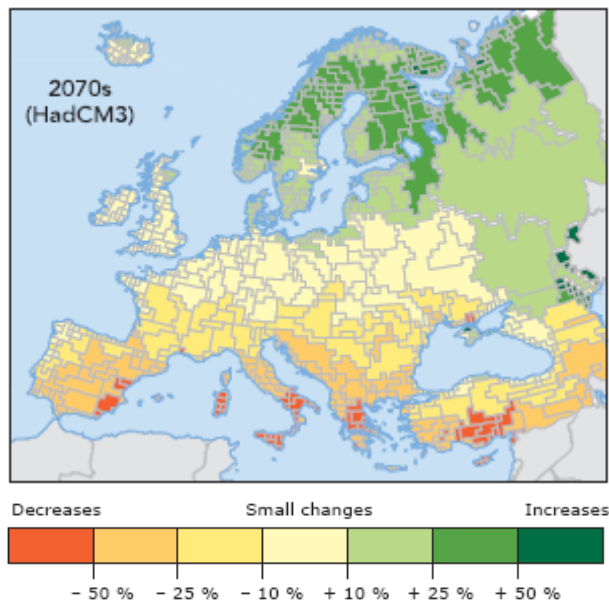 2070s
(HadCM3)
Decreases Small changes Increases
– 50 % – 25 % – 10 % + 10 % + 25 % + 50 %